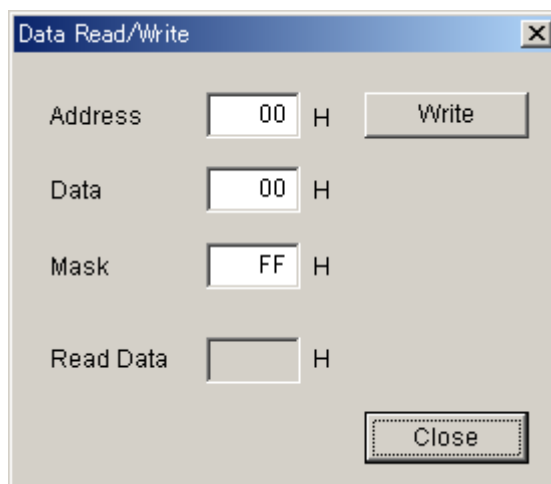 Data Read/Write
Address 00 H Write
Data 00 H
Mask FF H
Read Data H
Close